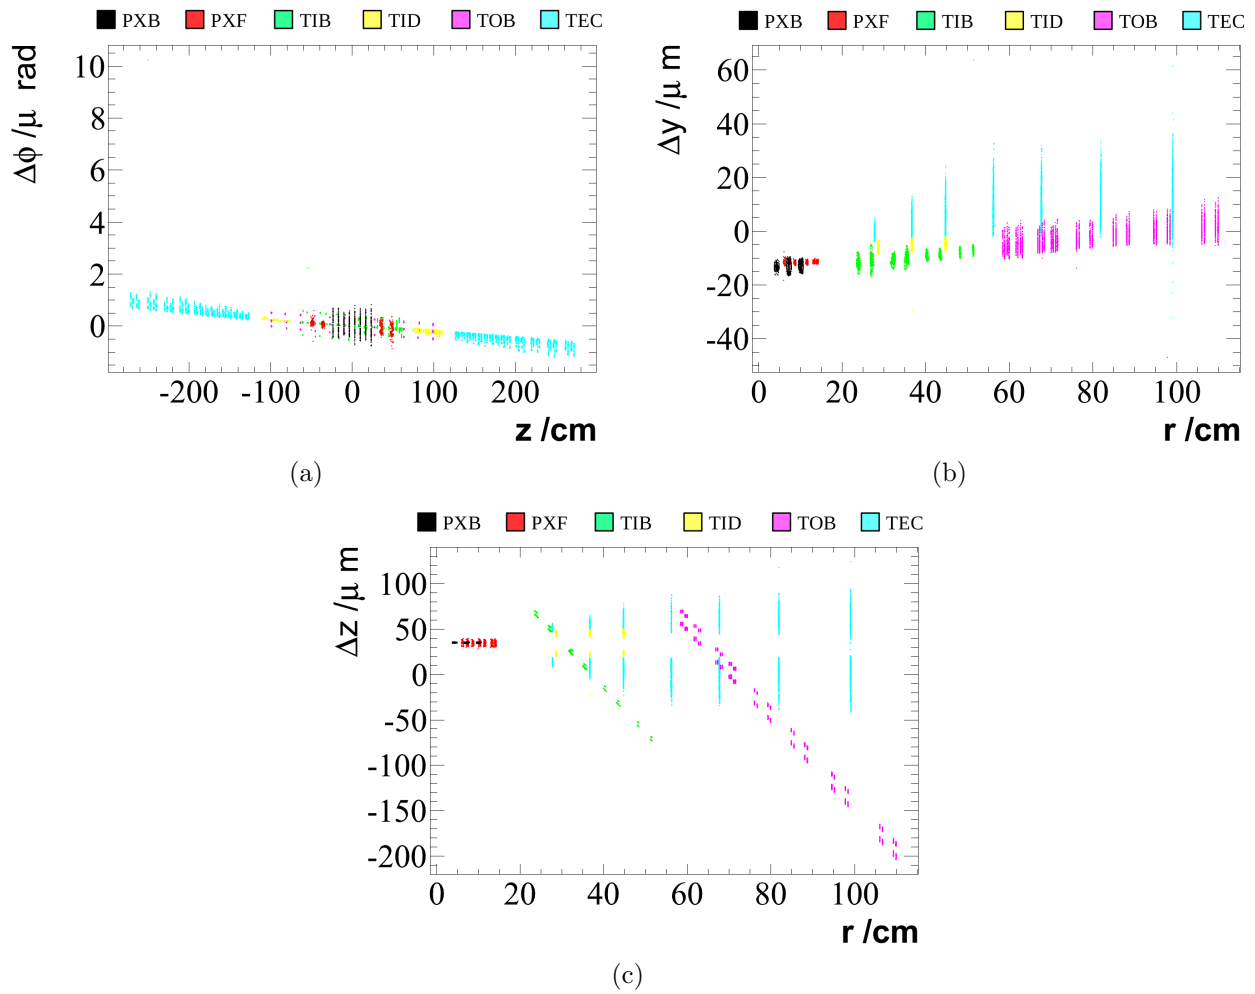 PXB PXF TIB TID TOB TEC
Δϕ /μ rad
10
8
6
4
2
0
-200 -100 0 100 200
z /cm
(a)
PXB PXF TIB TID TOB TEC
Δy /μ m
60
40
20
0
-20
-40
0 20 40 60 80 100
r /cm
(b)
PXB PXF TIB TID TOB TEC
Δz /μ m
100
50
0
-50
-100
-150
-200
0 20 40 60 80 100
r /cm
(c)